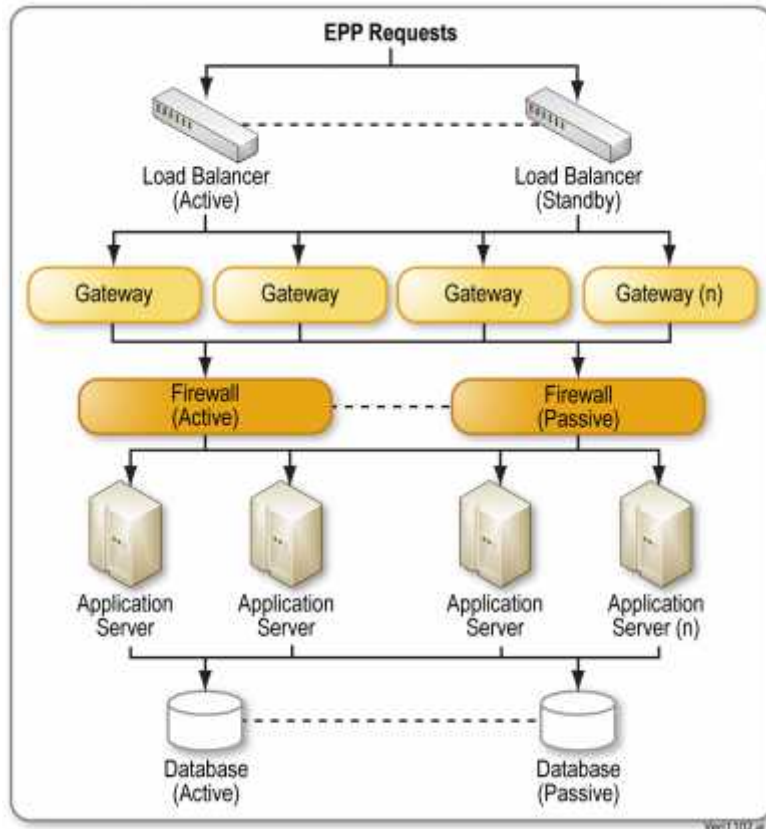 EPP Requests
Load Balancer
(Active)
Load Balancer
(Standby)
Gateway
Gateway
Gateway
Gateway (n)
Firewall
(Active)
Firewall
(Passive)
Application
Server
Application
Server
Application
Server
Application
Server (n)
Database
(Active)
Database
(Passive)